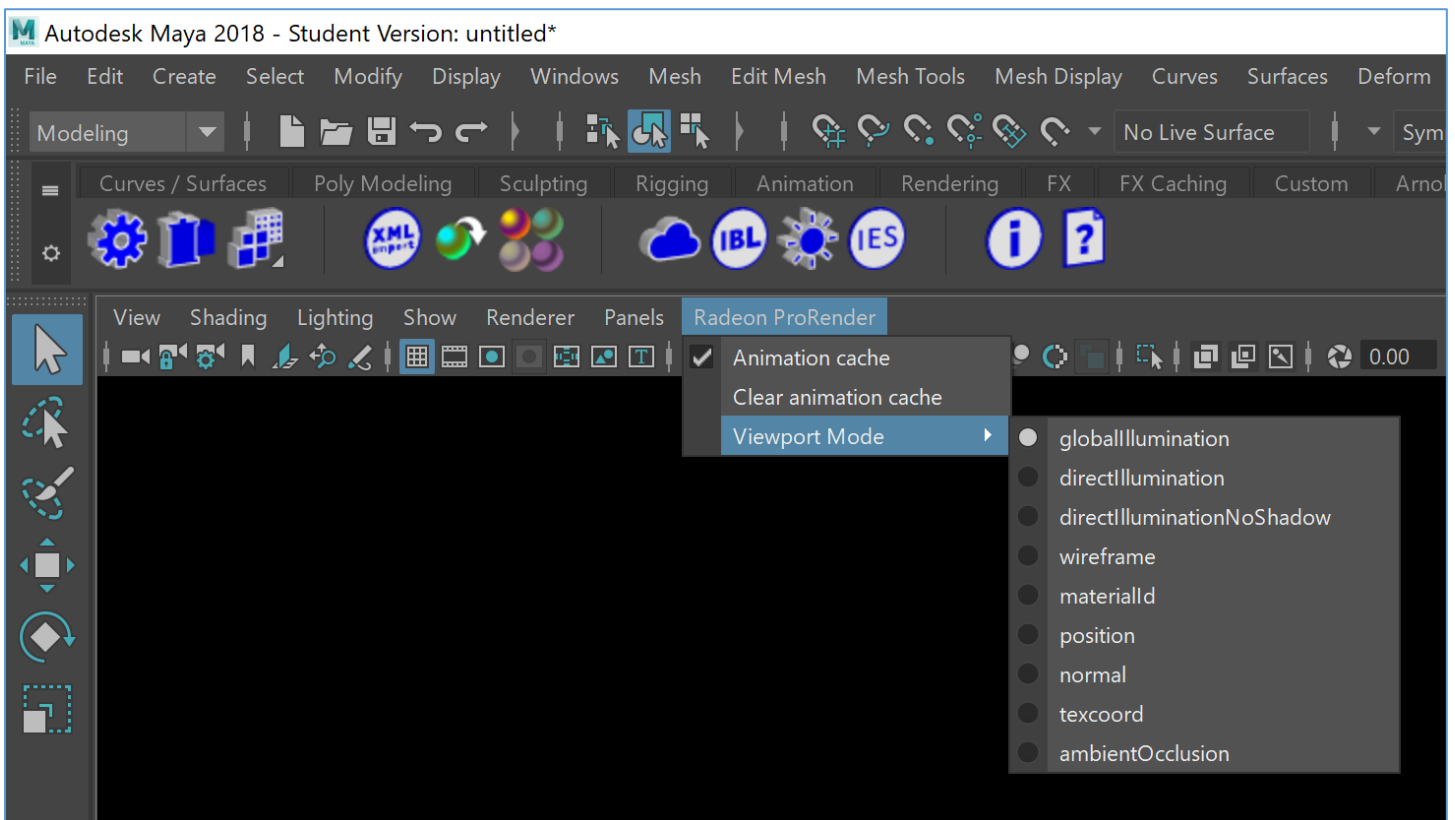 Autodesk Maya 2018 - Student Version: untitled*
File Edit Create Select Modify Display Windows Mesh Edit Mesh Mesh Tools Mesh Display Curves Surfaces Deform
Modeling No Live Surface Sym
Curves / Surfaces Poly Modeling Sculpting Rigging Animation Rendering FX FX Caching Custom Arnol
XML import IBL IES i ?
View Shading Lighting Show Renderer Panels Radeon ProRender
T Animation cache 0.00
Clear animation cache
Viewport Mode
globalIllumination
directIllumination
directIlluminationNoShadow
wireframe
materialId
position
normal
texcoord
ambientOcclusion